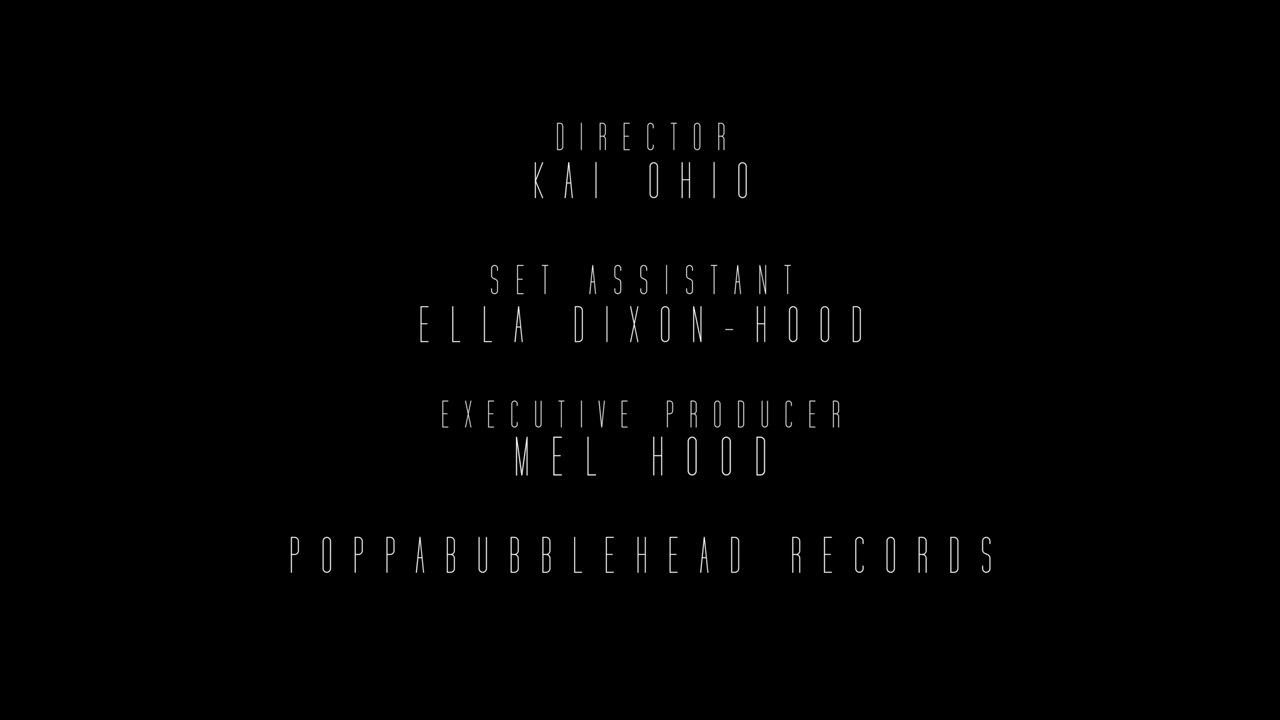 DIRECTOR
KAI OHIO
SET ASSISTANT
ELLA DIXON-HOOD
EXECUTIVE PRODUCER
MEL HOOD
POPPABUBBLEHEAD RECORDS